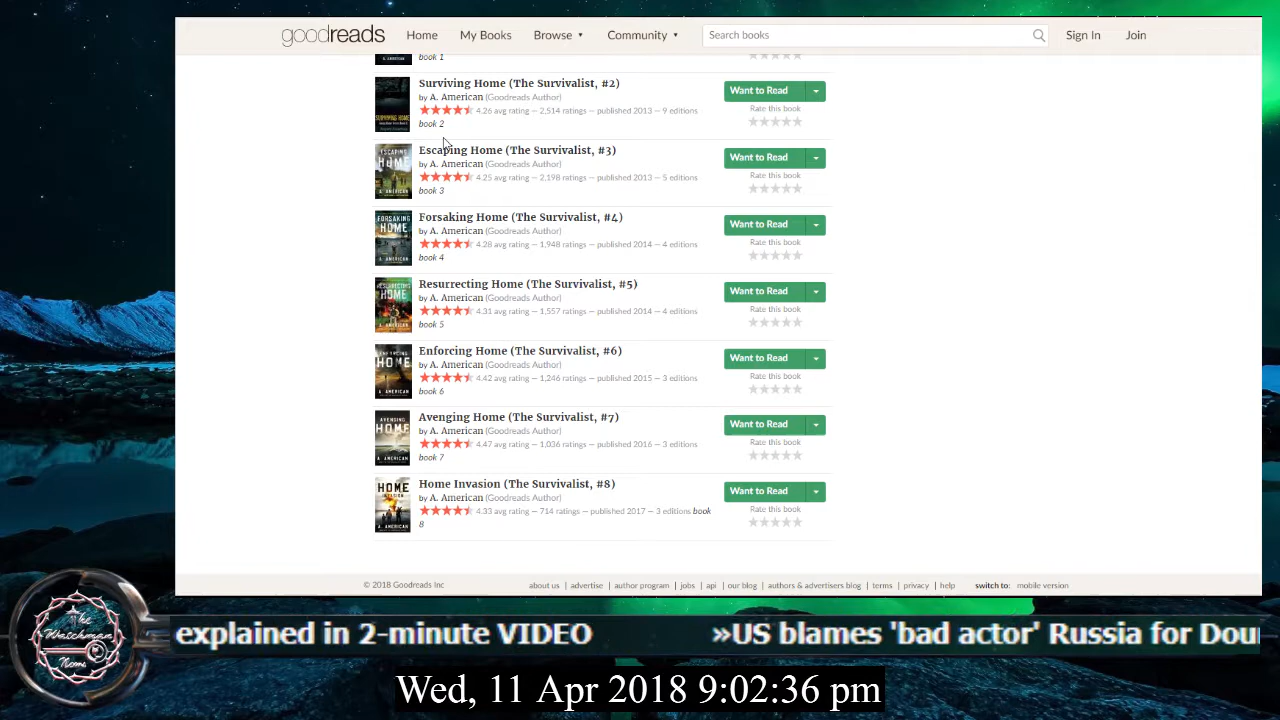 goodreads Home My Books Browse ▾ Community ▾ Search books Sign In Join
book 1
Surviving Home (The Survivalist, #2) Want to Read
by A. American (Goodreads Author)
4.26 avg rating — 2,514 ratings — published 2013 — 9 editions Rate this book
book 2
Escaping Home (The Survivalist, #3) Want to Read
by A. American (Goodreads Author)
4.25 avg rating — 2,198 ratings — published 2013 — 5 editions Rate this book
book 3
Forsaking Home (The Survivalist, #4) Want to Read
by A. American (Goodreads Author)
4.28 avg rating — 1,948 ratings — published 2014 — 4 editions Rate this book
book 4
Resurrecting Home (The Survivalist, #5) Want to Read
by A. American (Goodreads Author)
4.31 avg rating — 1,557 ratings — published 2014 — 4 editions Rate this book
book 5
Enforcing Home (The Survivalist, #6) Want to Read
by A. American (Goodreads Author)
4.42 avg rating — 1,246 ratings — published 2015 — 3 editions Rate this book
book 6
Avenging Home (The Survivalist, #7) Want to Read
by A. American (Goodreads Author)
4.47 avg rating — 1,036 ratings — published 2016 — 3 editions Rate this book
book 7
Home Invasion (The Survivalist, #8) Want to Read
by A. American (Goodreads Author)
4.33 avg rating — 714 ratings — published 2017 — 3 editions book Rate this book
8
© 2018 Goodreads Inc about us | advertise | author program | jobs | api | our blog | authors & advertisers blog | terms | privacy | help switch to: mobile version
The
Watchman
explained in 2-minute VIDEO »US blames 'bad actor' Russia for Dou
Wed, 11 Apr 2018 9:02:36 pm